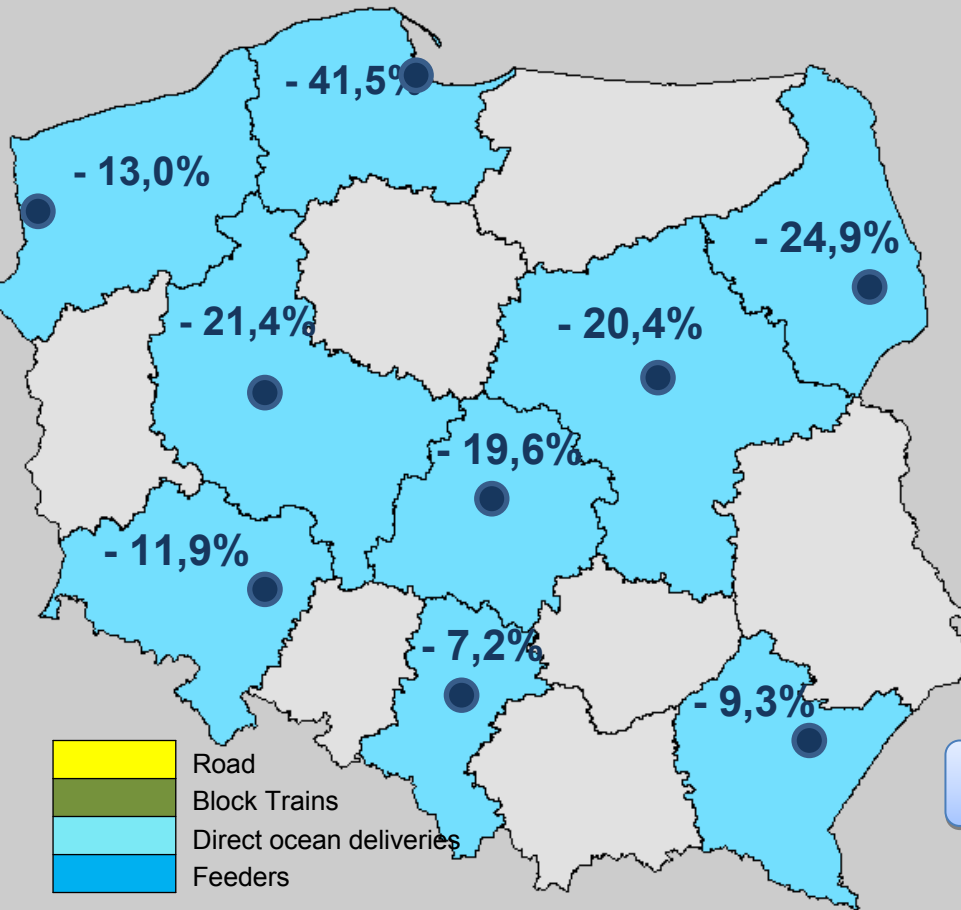 - 41,5%
- 13,0%
- 24,9%
- 21,4%
- 20,4%
- 19,6%
- 11,9%
- 7,2%
- 9,3%
Road
Block Trains
Direct ocean deliveries
Feeders